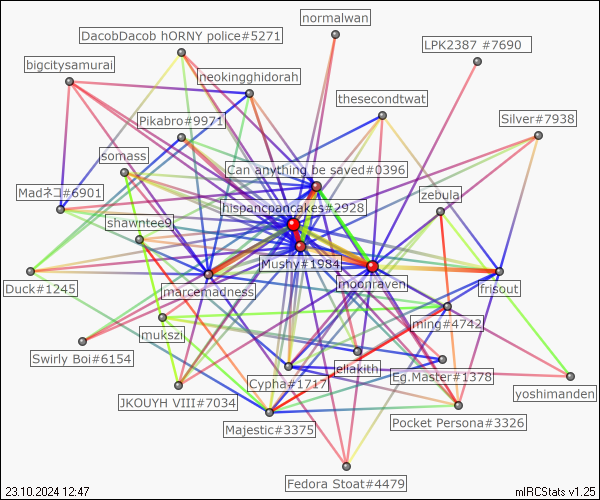 normalwan
DacobDacob hORNY police#5271
LPK2387 #7690
bigcitysamurai
neokingghidorah
thesecondtwat
Pikabro#9971
Silver#7938
somass
Can anything be saved#0396
Madネコ#6901
zebula
hispancpancakes#2928
shawntee9
Mushy#1984
moonraven
Duck#1245
marcemadness
frisout
ming#4742
mukszij
Swirly Boi#6154
eliakith
Eg.Master#1378
Cypha#1717
yoshimanden
JKOUYH VIII#7034
Pocket Persona#3326
Majestic#3375
Fedora Stoat#4479
23.10.2024 12:47
mIRCStats v1.25